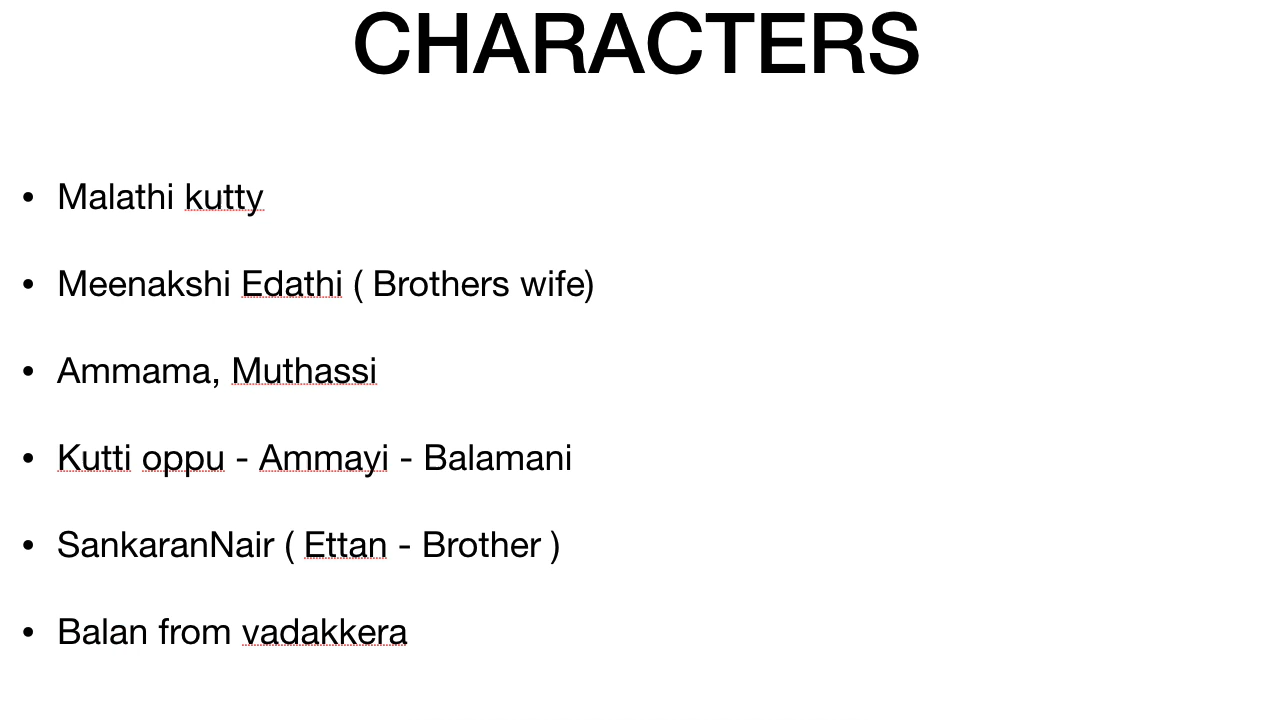 CHARACTERS
• Malathi kutty
• Meenakshi Edathi ( Brothers wife)
• Ammama, Muthassi
• Kutti oppu - Ammayi - Balamani
• SankaranNair ( Ettan - Brother )
• Balan from vadakkera